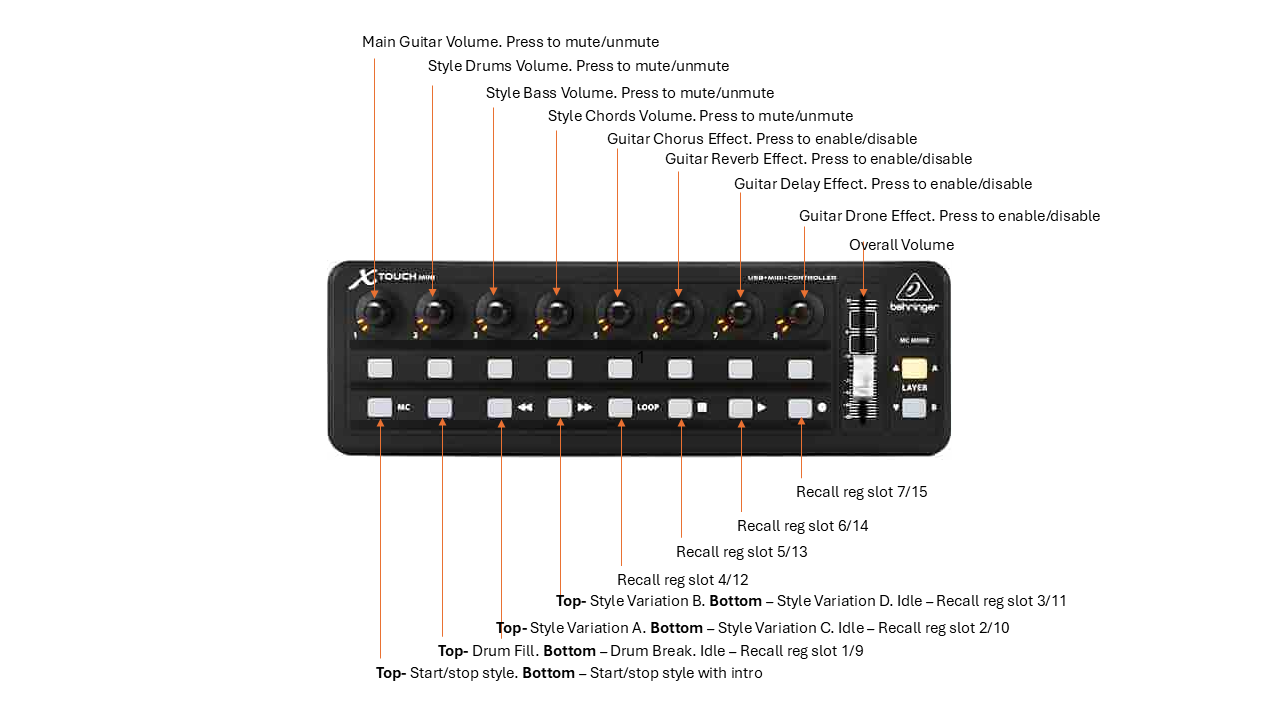 Main Guitar Volume. Press to mute/unmute
Style Drums Volume. Press to mute/unmute
Style Bass Volume. Press to mute/unmute
Style Chords Volume. Press to mute/unmute
Guitar Chorus Effect. Press to enable/disable
Guitar Reverb Effect. Press to enable/disable
Guitar Delay Effect. Press to enable/disable
Guitar Drone Effect. Press to enable/disable
Overall Volume
X TOUCH MINI
USB•MIDI•CONTROLLER
behringer
1 2 3 4 5 6 7 8
MC MODE
1
A
LAYER
MC LOOP
B
Recall reg slot 7/15
Recall reg slot 6/14
Recall reg slot 5/13
Recall reg slot 4/12
Top- Style Variation B. Bottom – Style Variation D. Idle – Recall reg slot 3/11
Top- Style Variation A. Bottom – Style Variation C. Idle – Recall reg slot 2/10
Top- Drum Fill. Bottom – Drum Break. Idle – Recall reg slot 1/9
Top- Start/stop style. Bottom – Start/stop style with intro